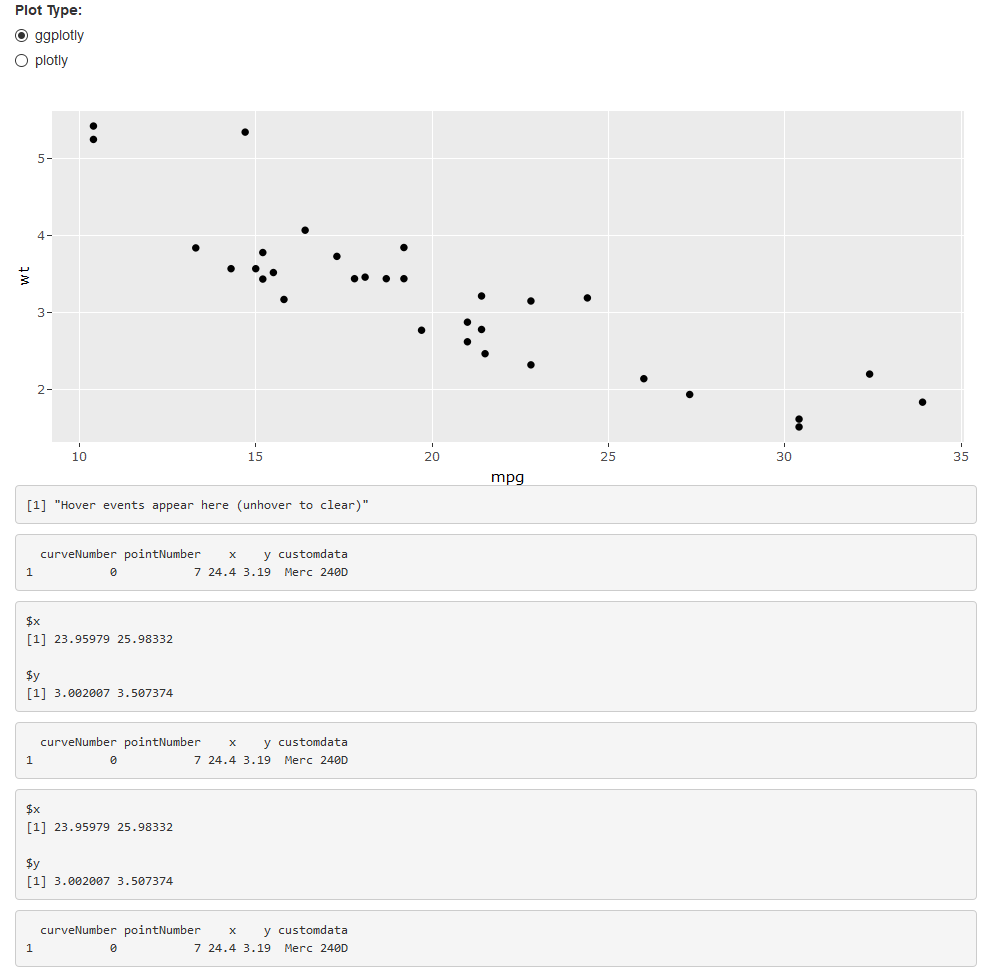 Plot Type:
ggplotly
plotly
5
4
3
2
wt
10 15 20 25 30 35
mpg
[1] "Hover events appear here (unhover to clear)"
curveNumber pointNumber x y customdata
1 0 7 24.4 3.19 Merc 240D
$x
[1] 23.95979 25.98332
$y
[1] 3.002007 3.507374
curveNumber pointNumber x y customdata
1 0 7 24.4 3.19 Merc 240D
$x
[1] 23.95979 25.98332
$y
[1] 3.002007 3.507374
curveNumber pointNumber x y customdata
1 0 7 24.4 3.19 Merc 240D